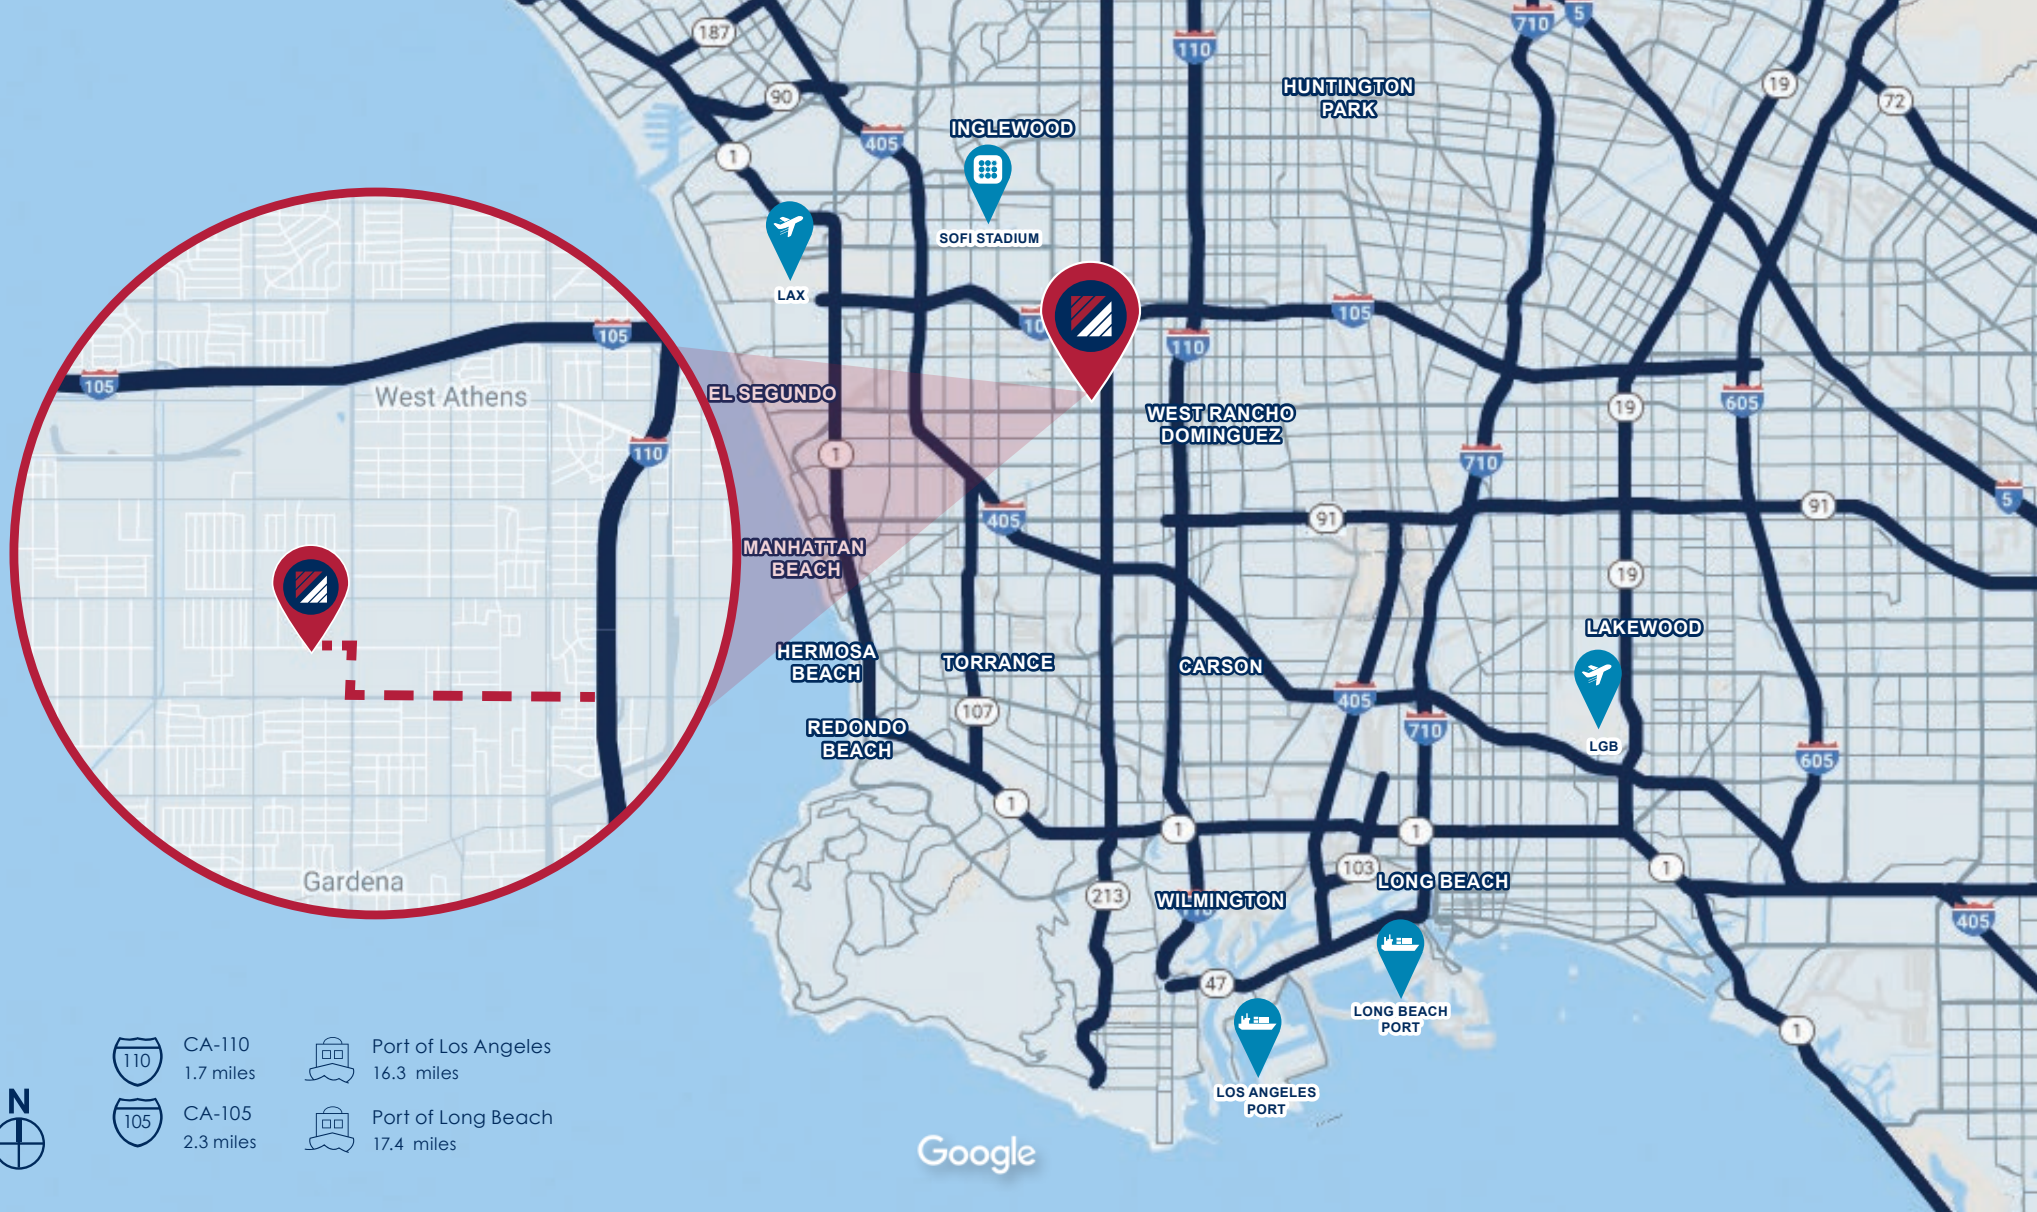 187
110
710
5
19
72
90
HUNTINGTON
PARK
INGLEWOOD
405
1
SOFI STADIUM
LAX
105
110
105
105
West Athens
110
EL SEGUNDO
WEST RANCHO
DOMINGUEZ
19
605
1
710
405
91
91
5
MANHATTAN
BEACH
19
LAKEWOOD
HERMOSA
BEACH
TORRANCE
CARSON
405
107
710
REDONDO
BEACH
LGB
605
1
1
1
103
1
LONG BEACH
Gardena
213
WILMINGTON
405
47
LONG BEACH
PORT
1
LOS ANGELES
PORT
110
CA-110
1.7 miles
105
CA-105
2.3 miles
Port of Los Angeles
16.3 miles
Port of Long Beach
17.4 miles
N
Google